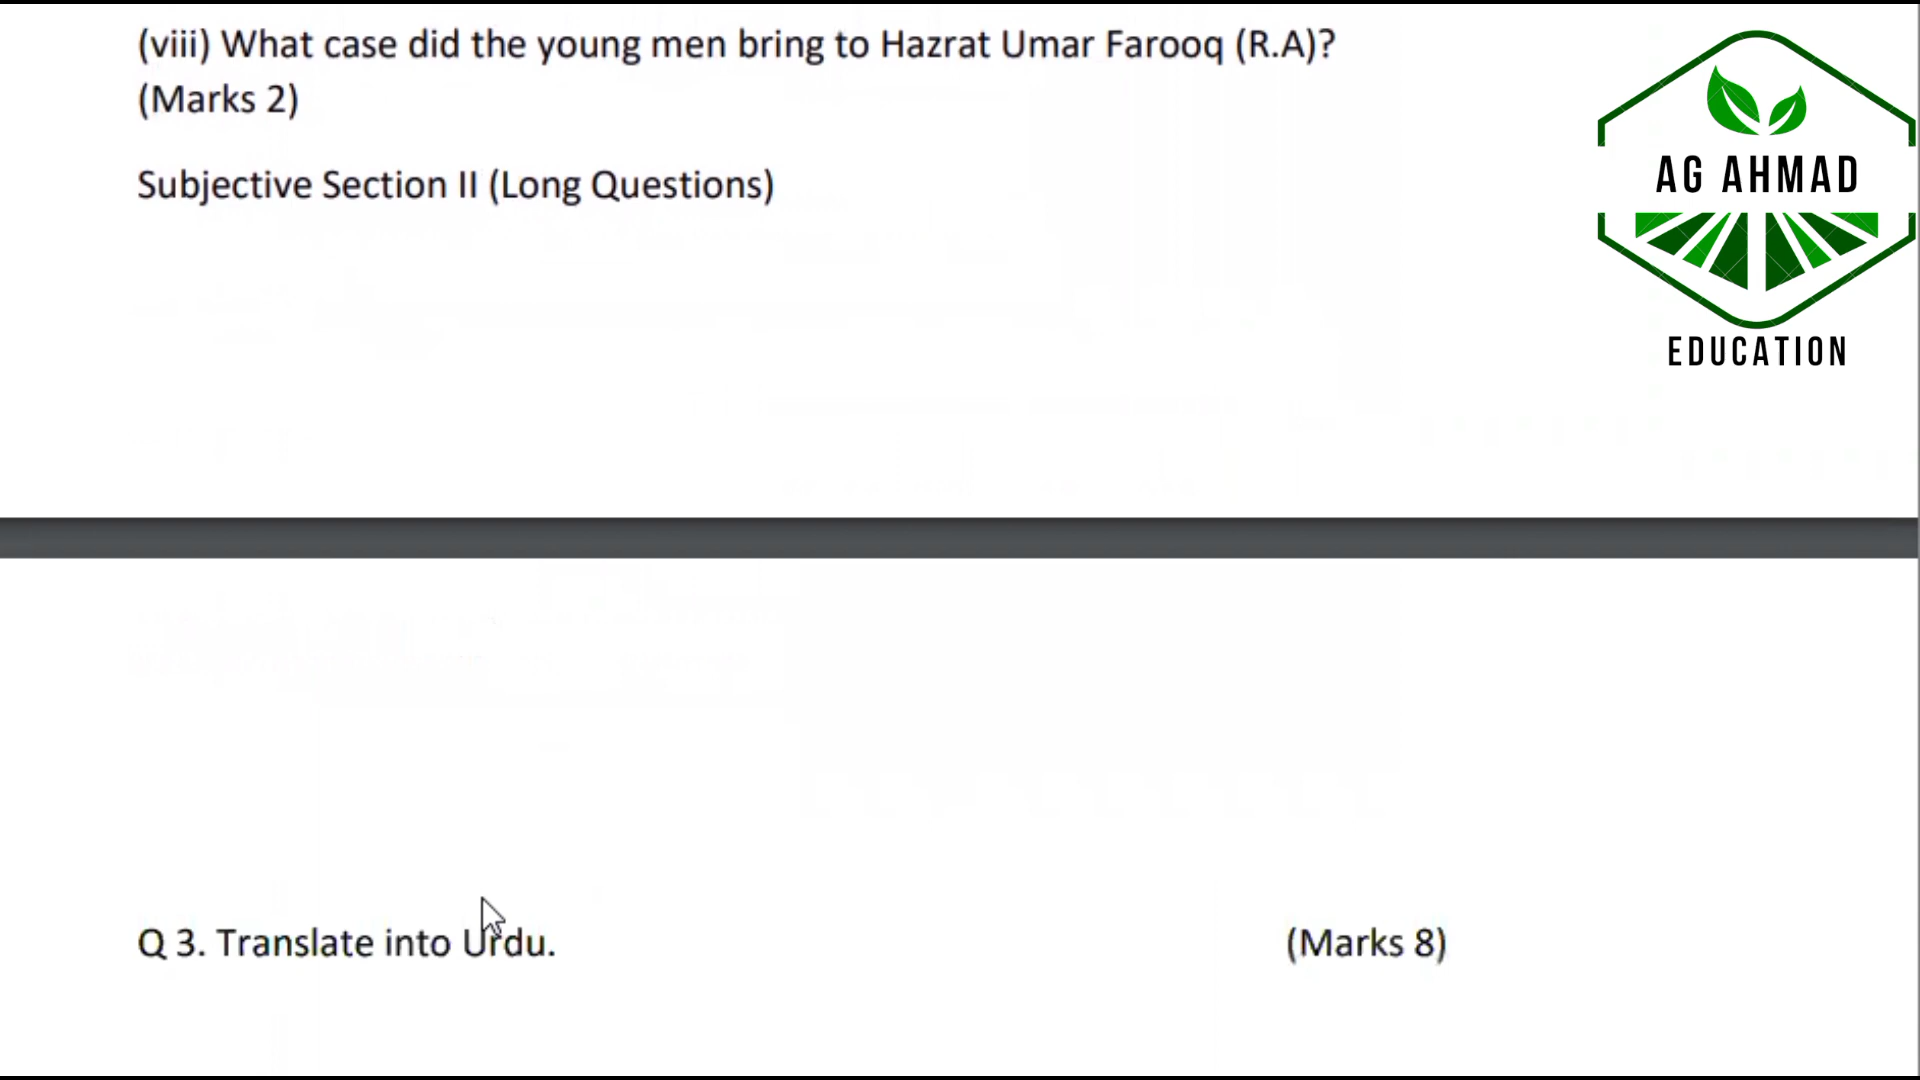 (viii) What case did the young men bring to Hazrat Umar Farooq (R.A)?
(Marks 2)
AG AHMAD
EDUCATION
Subjective Section II (Long Questions)
Q 3. Translate into Urdu. (Marks 8)